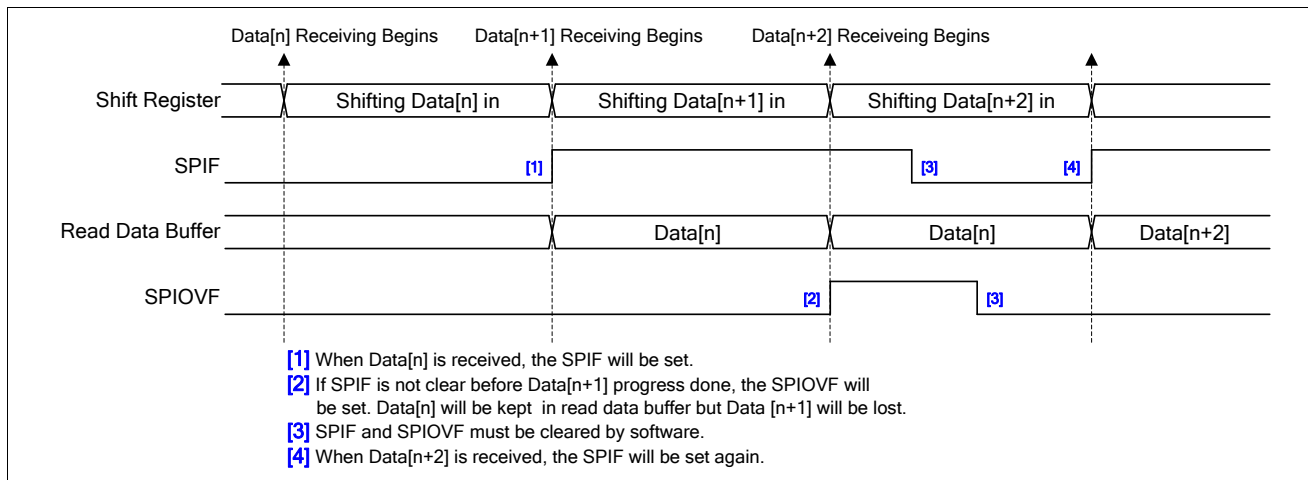 Data[n] Receiving Begins Data[n+1] Receiving Begins Data[n+2] Receiveing Begins
Shift Register Shifting Data[n] in Shifting Data[n+1] in Shifting Data[n+2] in
SPIF [1] [3] [4]
Read Data Buffer Data[n] Data[n] Data[n+2]
SPIOVF [2] [3]
[1] When Data[n] is received, the SPIF will be set.
[2] If SPIF is not clear before Data[n+1] progress done, the SPIOVF will
be set. Data[n] will be kept in read data buffer but Data [n+1] will be lost.
[3] SPIF and SPIOVF must be cleared by software.
[4] When Data[n+2] is received, the SPIF will be set again.